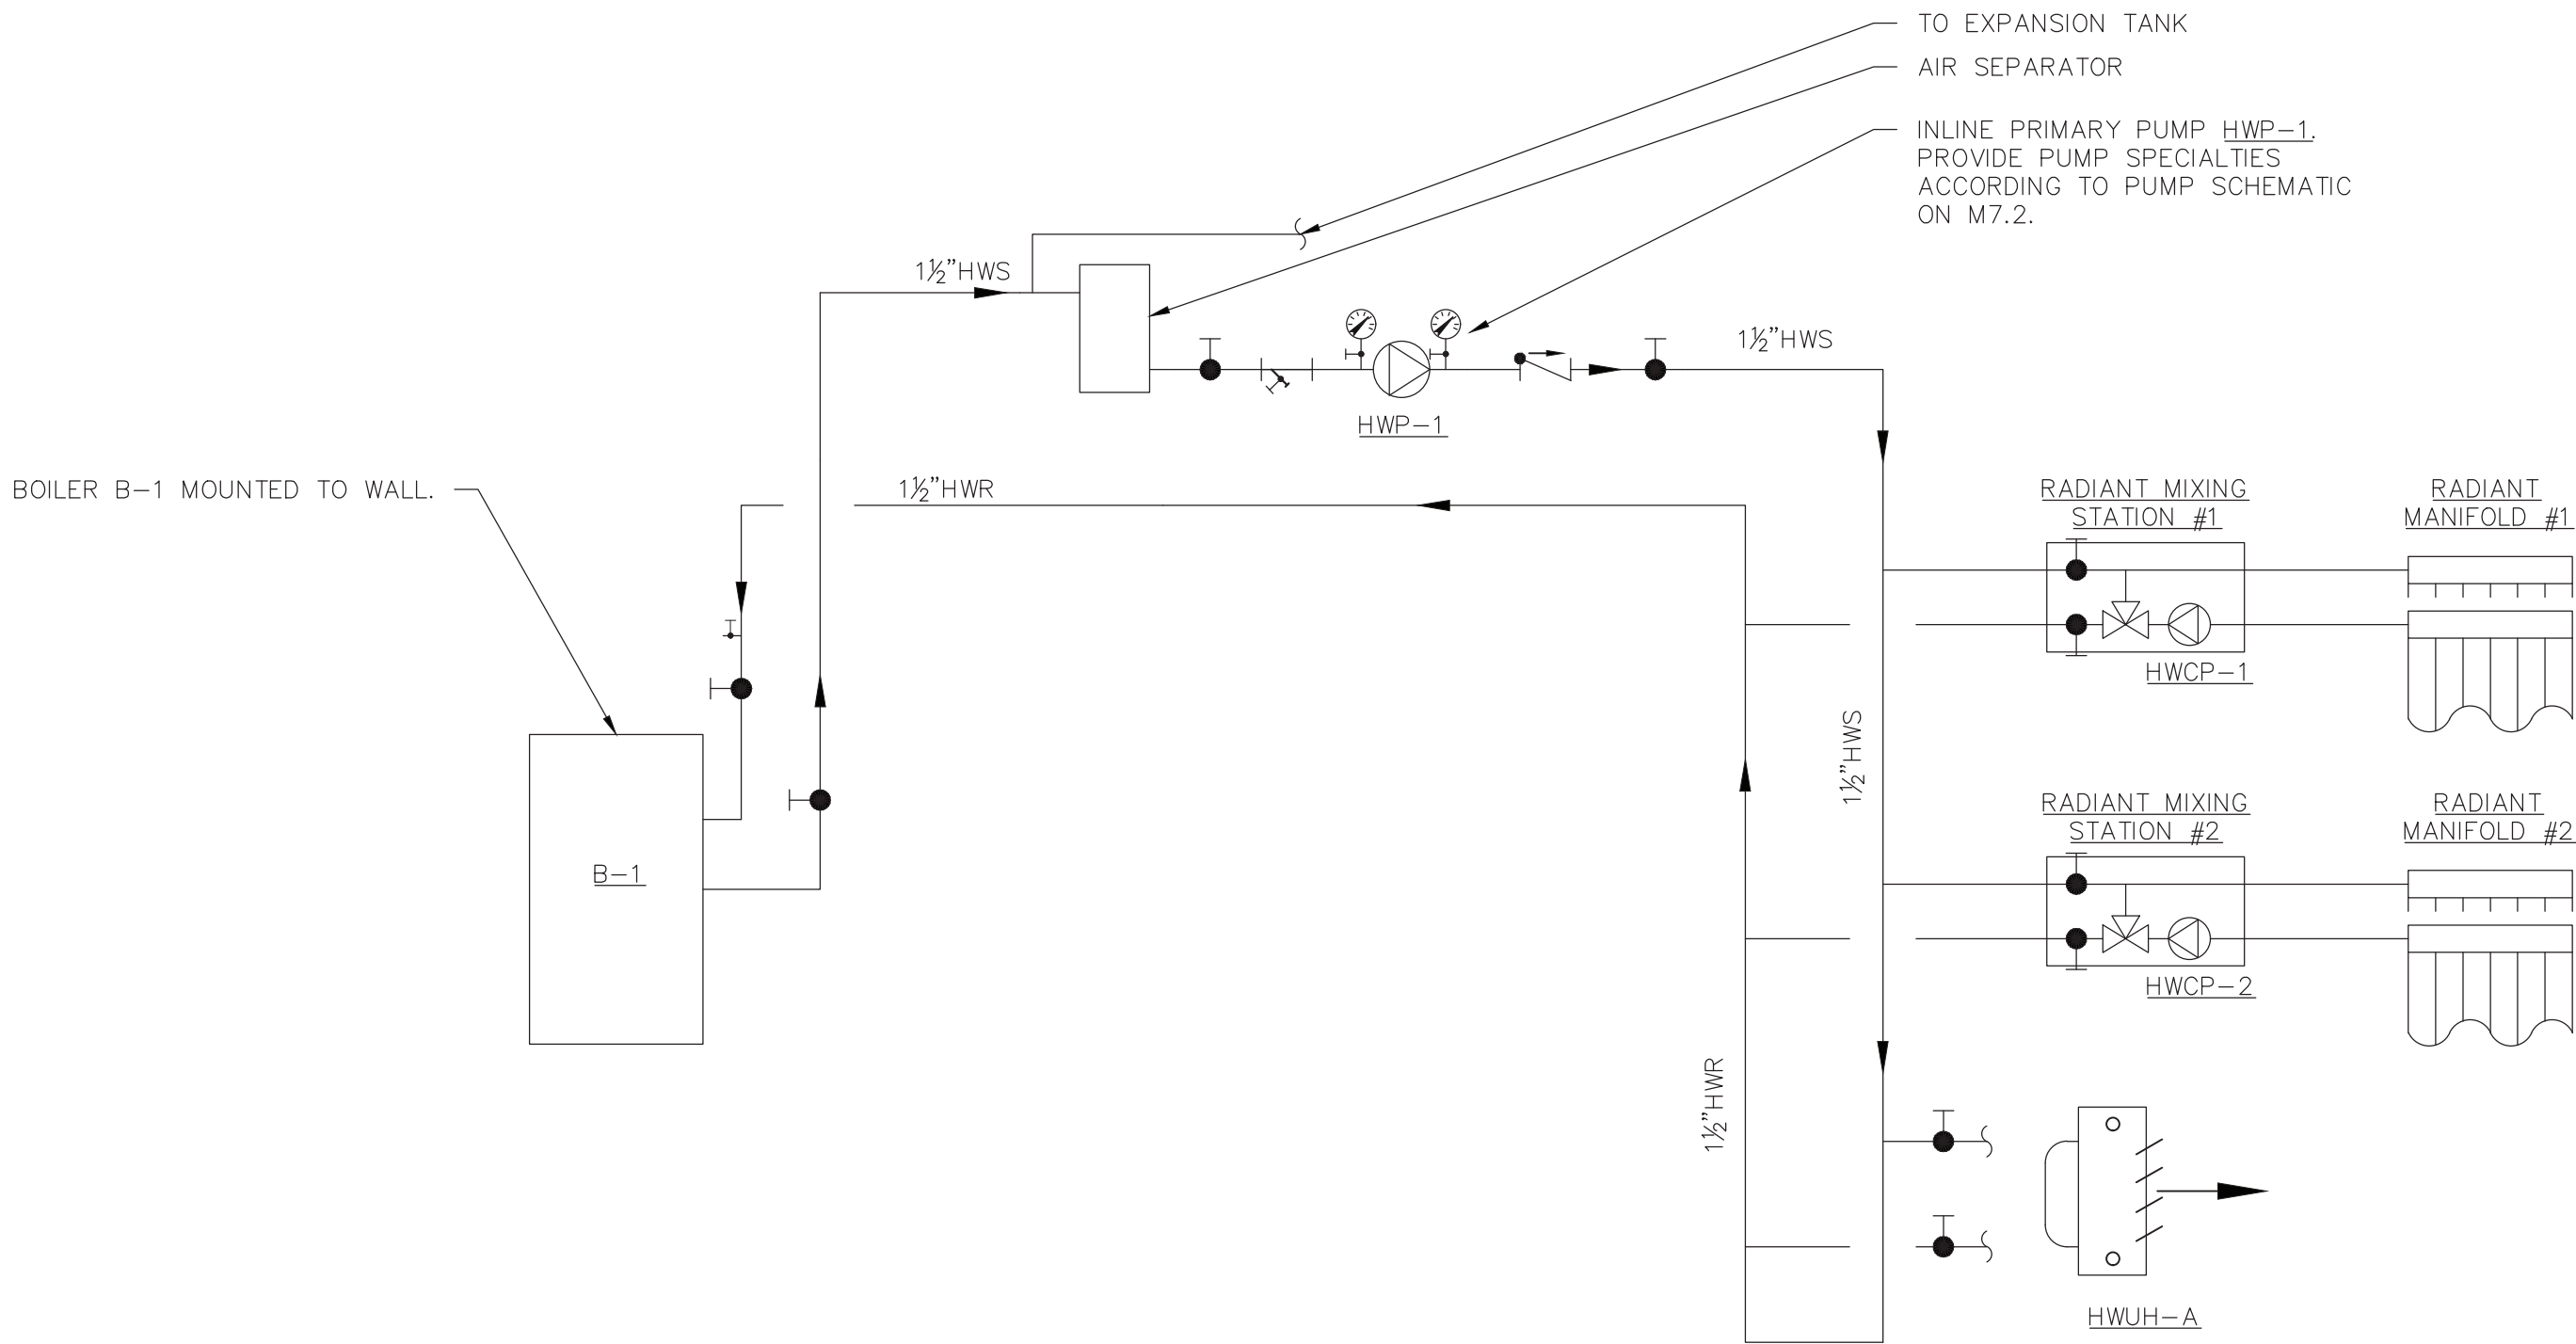 TO EXPANSION TANK
AIR SEPARATOR
INLINE PRIMARY PUMP HWP-1.
PROVIDE PUMP SPECIALTIES
ACCORDING TO PUMP SCHEMATIC
ON M7.2.
1½"HWS
1½"HWS
HWP-1
BOILER B-1 MOUNTED TO WALL.
1½"HWR
RADIANT MIXING
STATION #1
RADIANT
MANIFOLD #1
HWCP-1
1½"HWS
RADIANT MIXING
STATION #2
RADIANT
MANIFOLD #2
B-1
HWCP-2
1½"HWR
HWUH-A